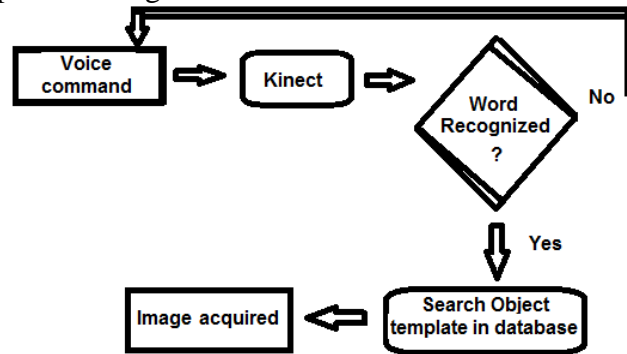 Voice
command
Kinect
Word
Recognized
?
No
Yes
Search Object
template in database
Image acquired